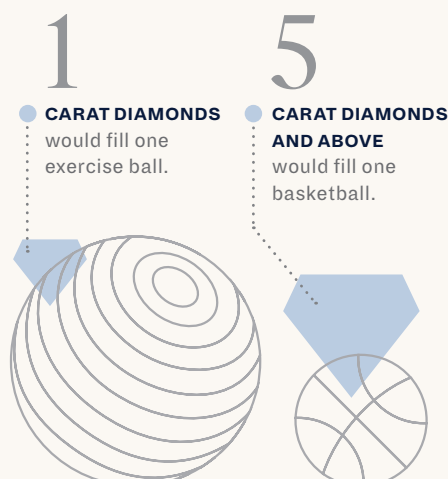 1
CARAT DIAMONDS
would fill one
exercise ball.
5
CARAT DIAMONDS
AND ABOVE
would fill one
basketball.